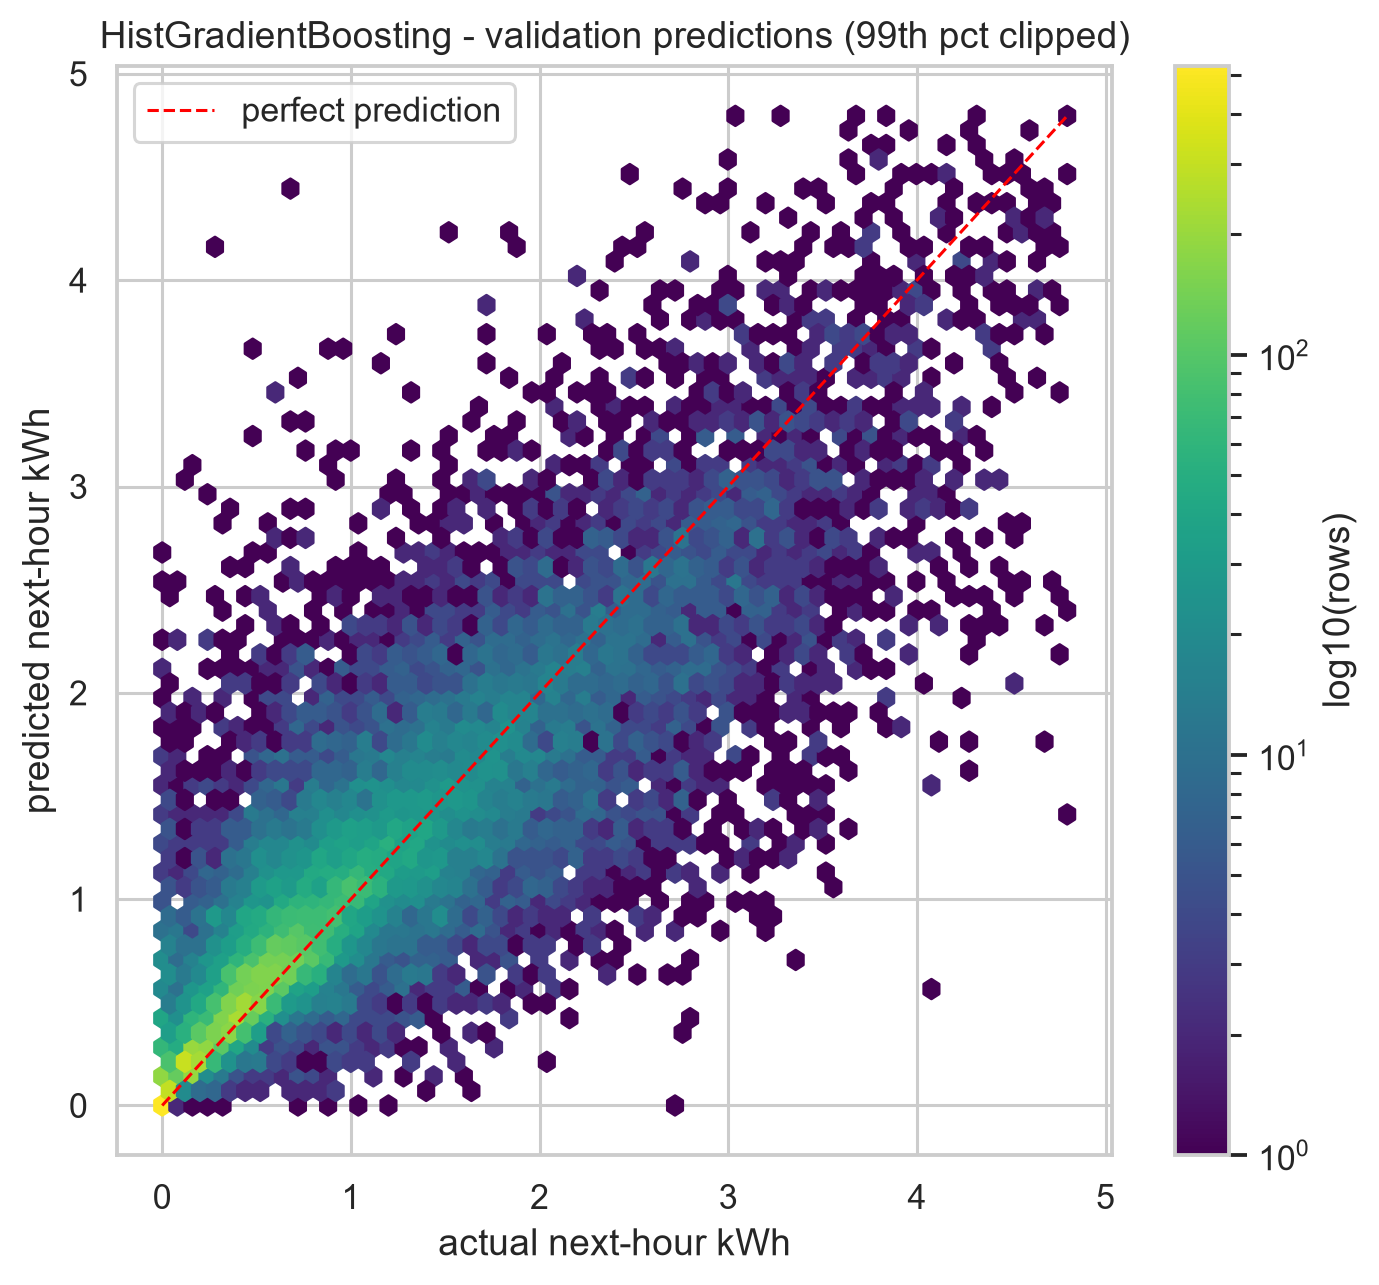 HistGradientBoosting - validation predictions (99th pct clipped)
perfect prediction
predicted next-hour kWh
5
4
3
2
1
0
0 1 2 3 4 5
actual next-hour kWh
10²
10¹
10⁰
log10(rows)